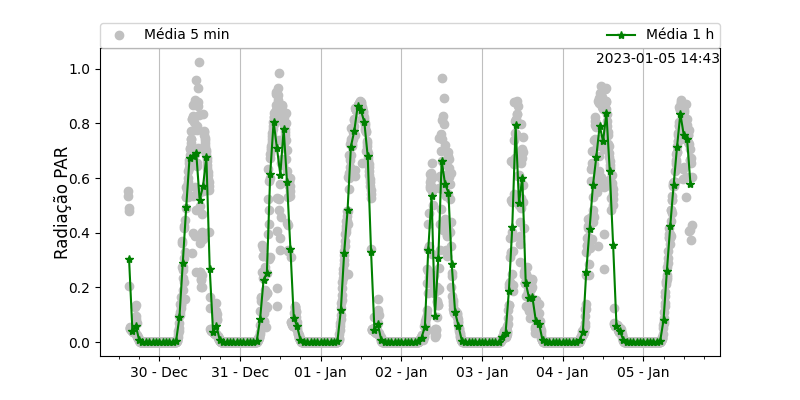 Média 5 min
Média 1 h
2023-01-05 14:43
Radiação PAR
1.0
0.8
0.6
0.4
0.2
0.0
30 - Dec
31 - Dec
01 - Jan
02 - Jan
03 - Jan
04 - Jan
05 - Jan